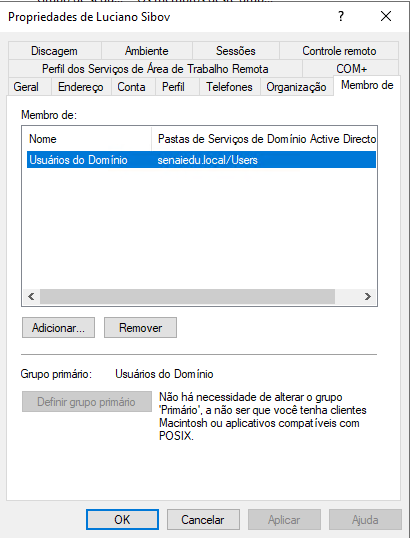 Propriedades de Luciano Sibov
Discagem Ambiente Sessões Controle remoto
Perfil dos Serviços de Área de Trabalho Remota COM+
Geral Endereço Conta Perfil Telefones Organização Membro de
Membro de:
Nome Pastas de Serviços de Domínio Active Directo
Usuários do Domínio senaiedu.local/Users
Adicionar... Remover
Grupo primário: Usuários do Domínio
Definir grupo primário
Não há necessidade de alterar o grupo
'Primário', a não ser que você tenha clientes
Macintosh ou aplicativos compatíveis com
POSIX.
OK Cancelar Aplicar Ajuda